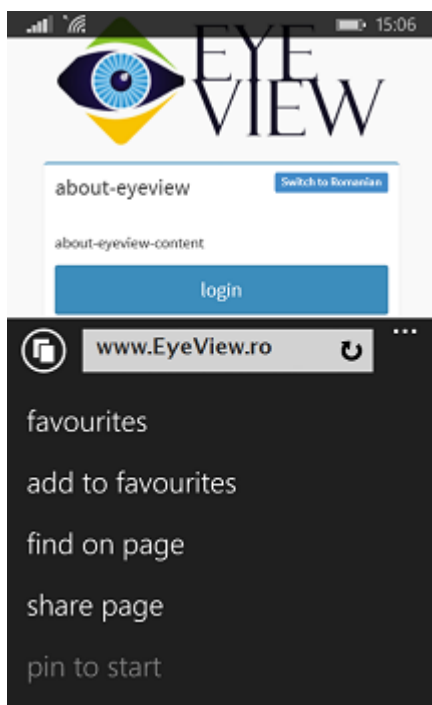 15:06
EYE
VIEW
about-eyeview
Switch to Romanian
about-eyeview-content
login
www.EyeView.ro
...
favourites
add to favourites
find on page
share page
pin to start